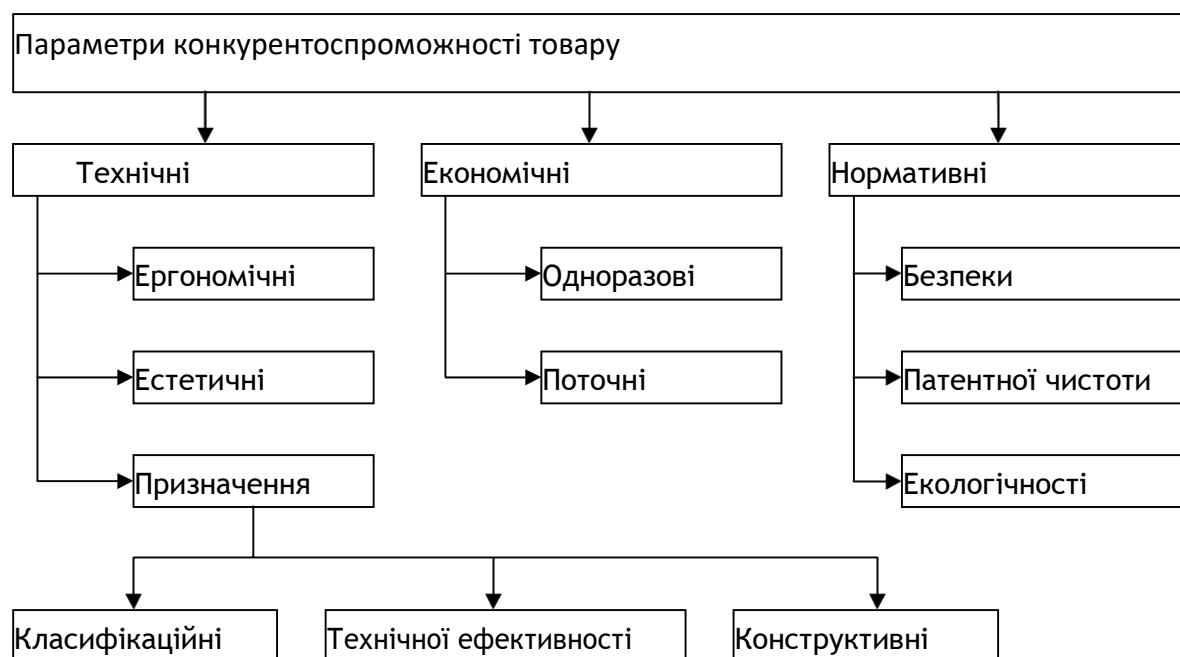 Параметри конкурентоспроможності товару
Технічні
Економічні
Нормативні
Ергономічні
Одноразові
Безпеки
Естетичні
Поточні
Патентної чистоти
Призначення
Екологічності
Класифікаційні
Технічної ефективності
Конструктивні